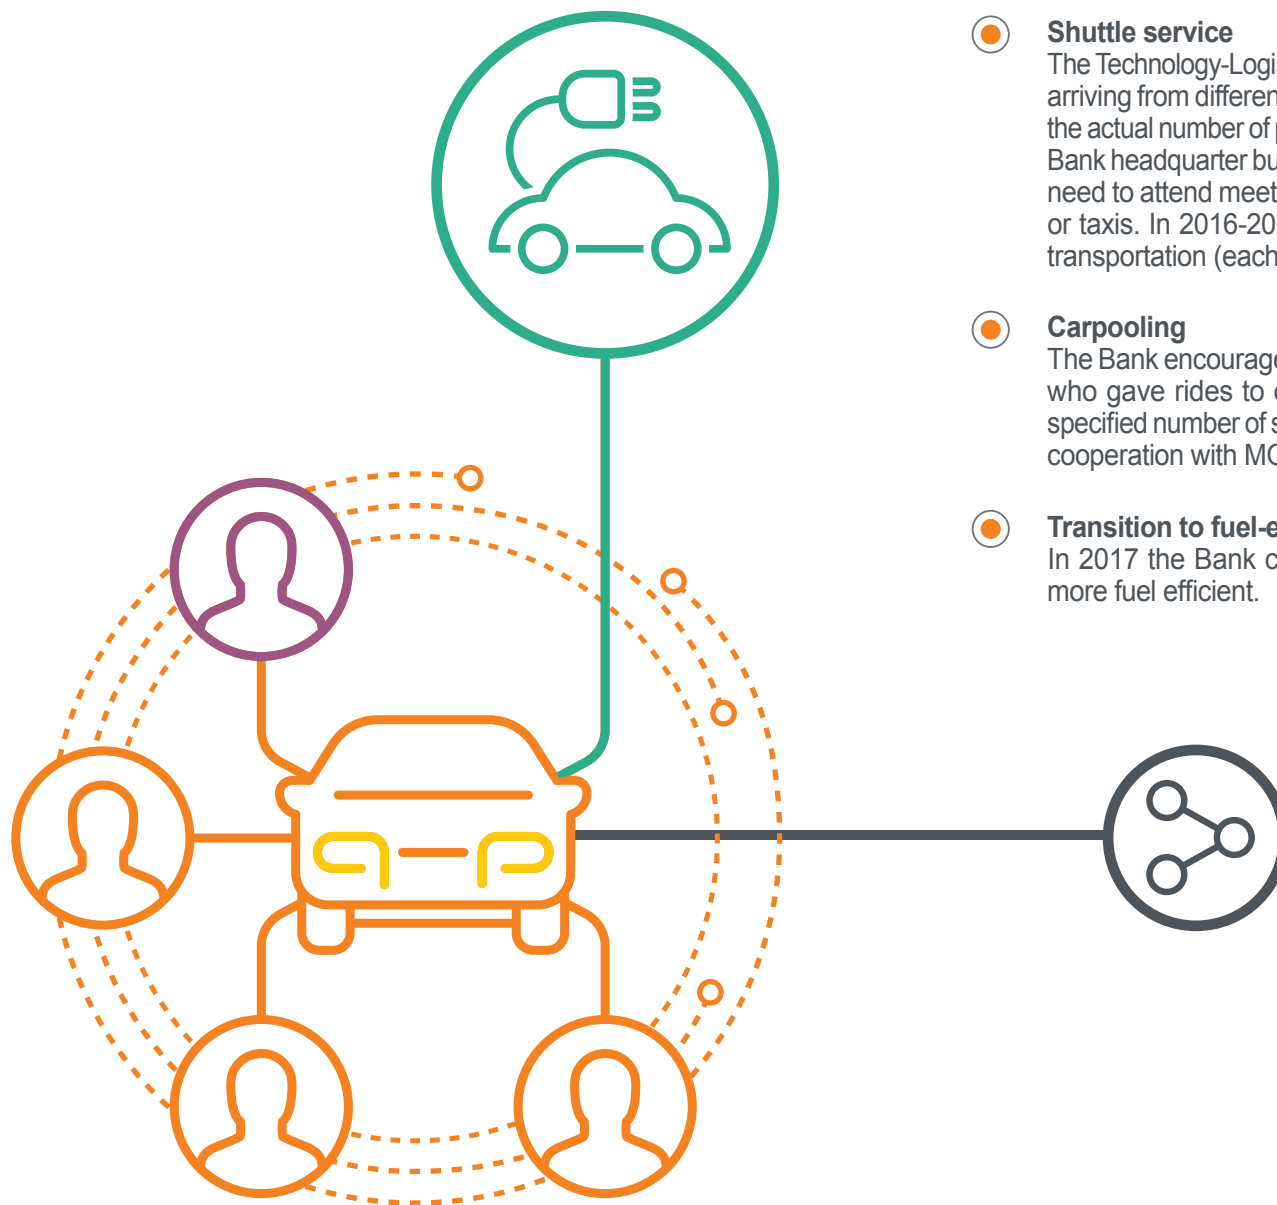 Shuttle service
The Technology-Logis
arriving from differen
the actual number of
Bank headquarter bu
need to attend meet
or taxis. In 2016-20
transportation (each
Carpooling
The Bank encourage
who gave rides to
specified number of
cooperation with MO
Transition to fuel-e
In 2017 the Bank c
more fuel efficient.